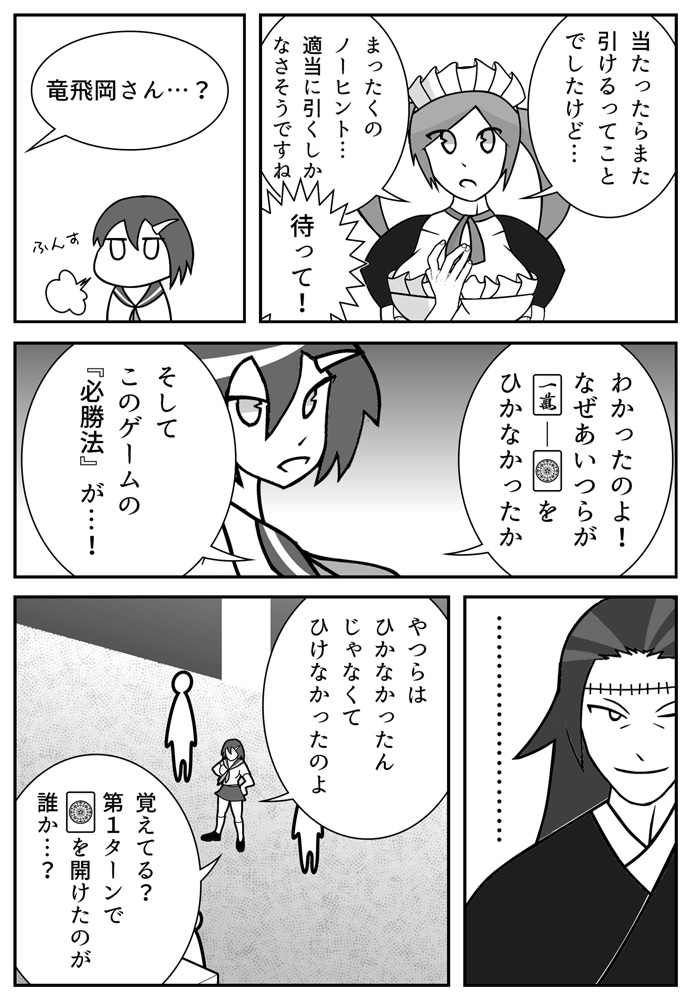 当たったらまた
引けるってこと
でしたけど…
まったくの
ノーヒント…
適当に引くしか
なさそうですね
待って！
竜飛岡さん…？
ふんす
わかったのよ！
なぜあいつらが
一萬―を
ひかなかったか
そして
このゲームの
『必勝法』が…！
………………
やつらは
ひかなかったん
じゃなくて
ひけなかったのよ
覚えてる？
第１ターンで
を開けたのが
誰か…？